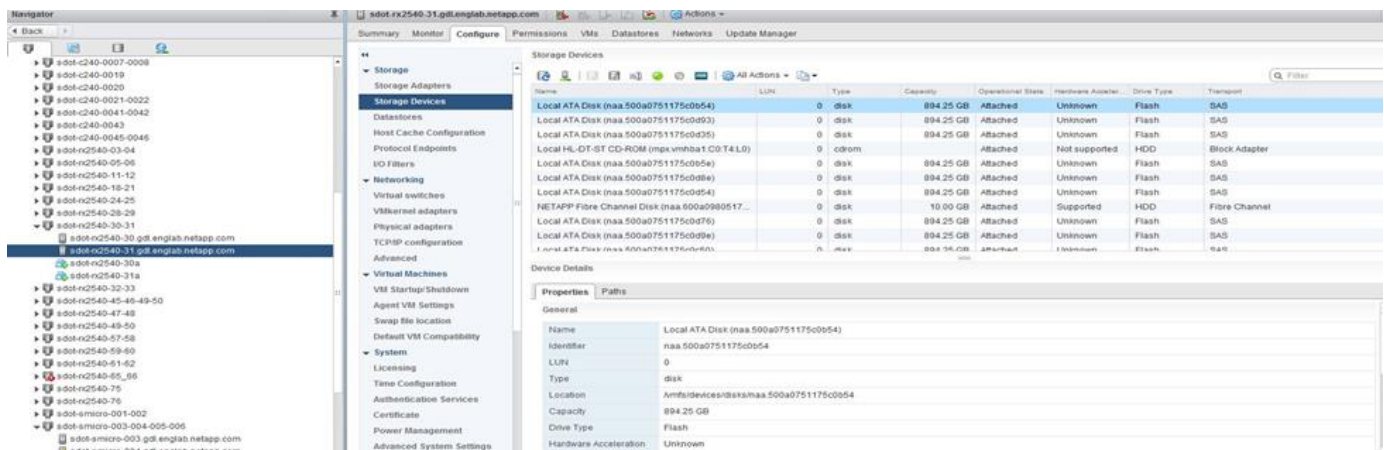 Navigator
Back
sdot-c240-0007-0008
sdot-c240-0019
sdot-c240-0020
sdot-c240-0021-0022
sdot-c240-0041-0042
sdot-c240-0043
sdot-c240-0045-0046
sdot-rx2540-03-04
sdot-rx2540-05-06
sdot-rx2540-11-12
sdot-rx2540-18-21
sdot-rx2540-24-25
sdot-rx2540-28-29
sdot-rx2540-30-31
sdot-rx2540-30.gdl.englab.netapp.com
sdot-rx2540-31.gdl.englab.netapp.com
sdot-rx2540-30a
sdot-rx2540-31a
sdot-rx2540-32-33
sdot-rx2540-45-46-49-50
sdot-rx2540-47-48
sdot-rx2540-49-50
sdot-rx2540-57-58
sdot-rx2540-59-60
sdot-rx2540-61-62
sdot-rx2540-65_66
sdot-rx2540-75
sdot-rx2540-76
sdot-smicro-001-002
sdot-smicro-003-004-005-006
sdot-smicro-003.gdl.englab.netapp.com
sdot.rx2540-31.gdl.englab.netapp.com Actions
Summary Monitor Configure Permissions VMs Datastores Networks Update Manager
Storage
Storage Adapters
Storage Devices
Datastores
Host Cache Configuration
Protocol Endpoints
I/O Filters
Networking
Virtual switches
VMkernel adapters
Physical adapters
TCP/IP configuration
Advanced
Virtual Machines
VM Startup/Shutdown
Agent VM Settings
Swap file location
Default VM Compatibility
System
Licensing
Time Configuration
Authentication Services
Certificate
Power Management
Advanced System Settings
Storage Devices
All Actions Filter
Name LUN Type Capacity Operational State Hardware Acceler... Drive Type Transport
Local ATA Disk (naa.500a0751175c0b54) 0 disk 894.25 GB Attached Unknown Flash SAS
Local ATA Disk (naa.500a0751175c0d93) 0 disk 894.25 GB Attached Unknown Flash SAS
Local ATA Disk (naa.500a0751175c0d35) 0 disk 894.25 GB Attached Unknown Flash SAS
Local HL-DT-ST CD-ROM (mpx.vmhba1:C0:T4:L0) 0 cdrom Attached Not supported HDD Block Adapter
Local ATA Disk (naa.500a0751175c0b5e) 0 disk 894.25 GB Attached Unknown Flash SAS
Local ATA Disk (naa.500a0751175c0d8e) 0 disk 894.25 GB Attached Unknown Flash SAS
Local ATA Disk (naa.500a0751175c0d54) 0 disk 894.25 GB Attached Unknown Flash SAS
NETAPP Fibre Channel Disk (naa.600a0980517... 0 disk 10.00 GB Attached Supported HDD Fibre Channel
Local ATA Disk (naa.500a0751175c0d76) 0 disk 894.25 GB Attached Unknown Flash SAS
Local ATA Disk (naa.500a0751175c0d9e) 0 disk 894.25 GB Attached Unknown Flash SAS
Device Details
Properties Paths
General
Name Local ATA Disk (naa.500a0751175c0b54)
Identifier naa.500a0751175c0b54
LUN 0
Type disk
Location /vmfs/devices/disks/naa.500a0751175c0b54
Capacity 894.25 GB
Drive Type Flash
Hardware Acceleration Unknown